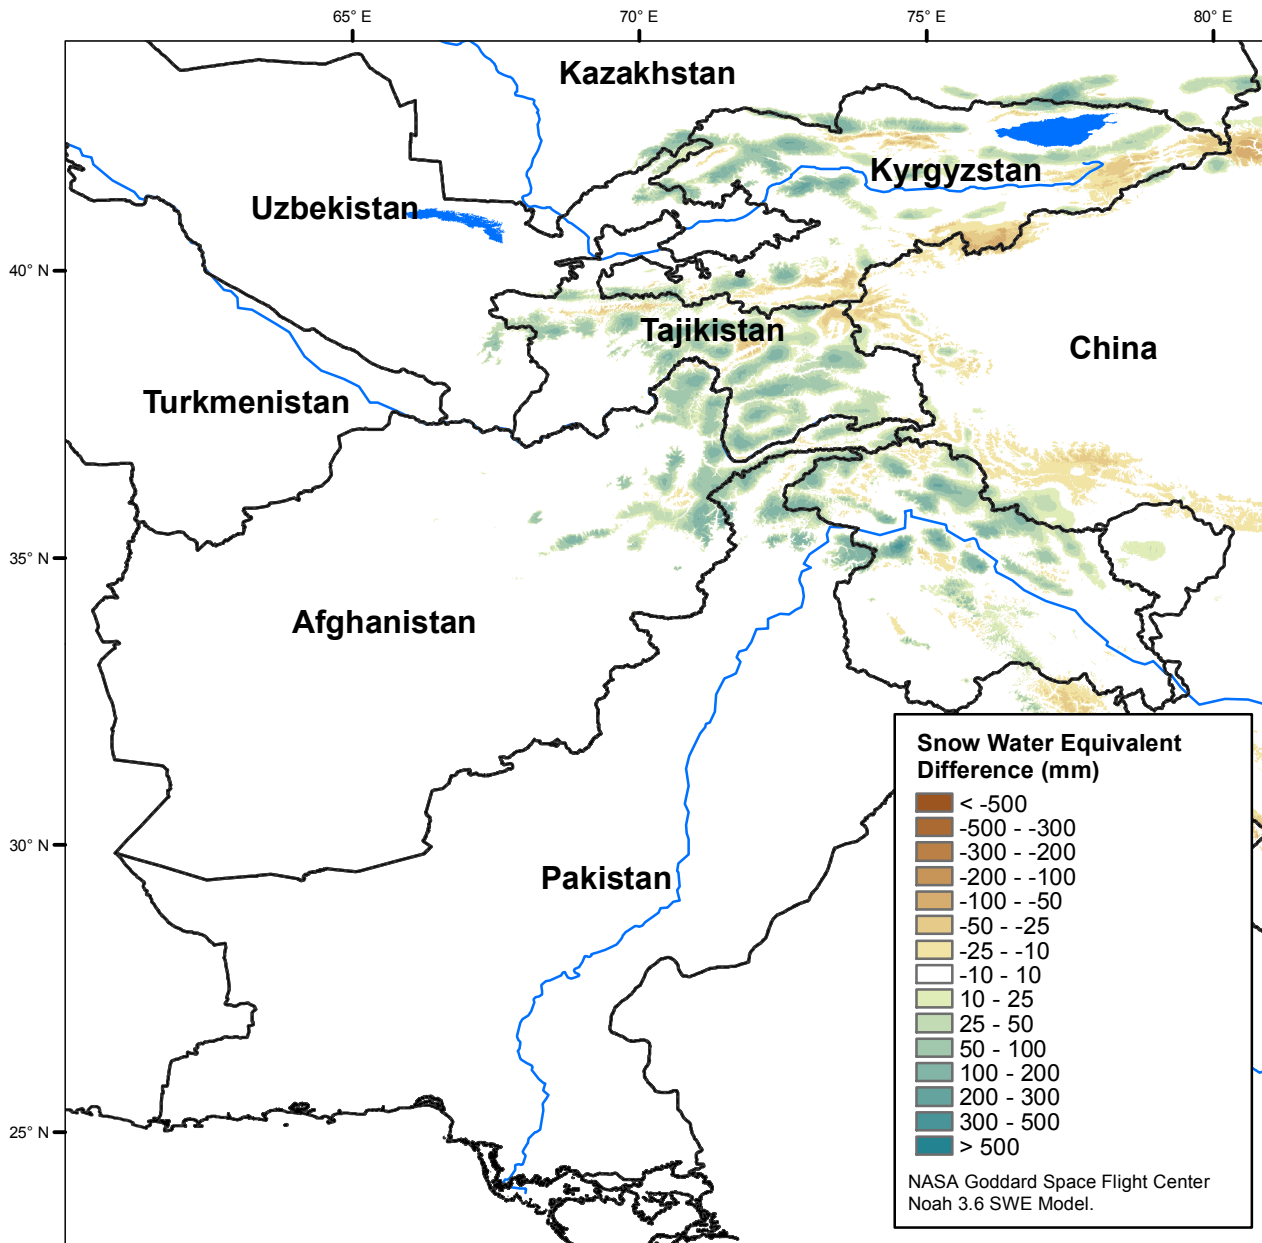 65° E
70° E
75° E
80° E
Kazakhstan
Kyrgyzstan
Uzbekistan
40° N
Tajikistan
China
Turkmenistan
35° N
Afghanistan
30° N
Pakistan
25° N
Snow Water Equivalent
Difference (mm)
< -500
-500 - -300
-300 - -200
-200 - -100
-100 - -50
-50 - -25
-25 - -10
-10 - 10
10 - 25
25 - 50
50 - 100
100 - 200
200 - 300
300 - 500
> 500
NASA Goddard Space Flight Center
Noah 3.6 SWE Model.